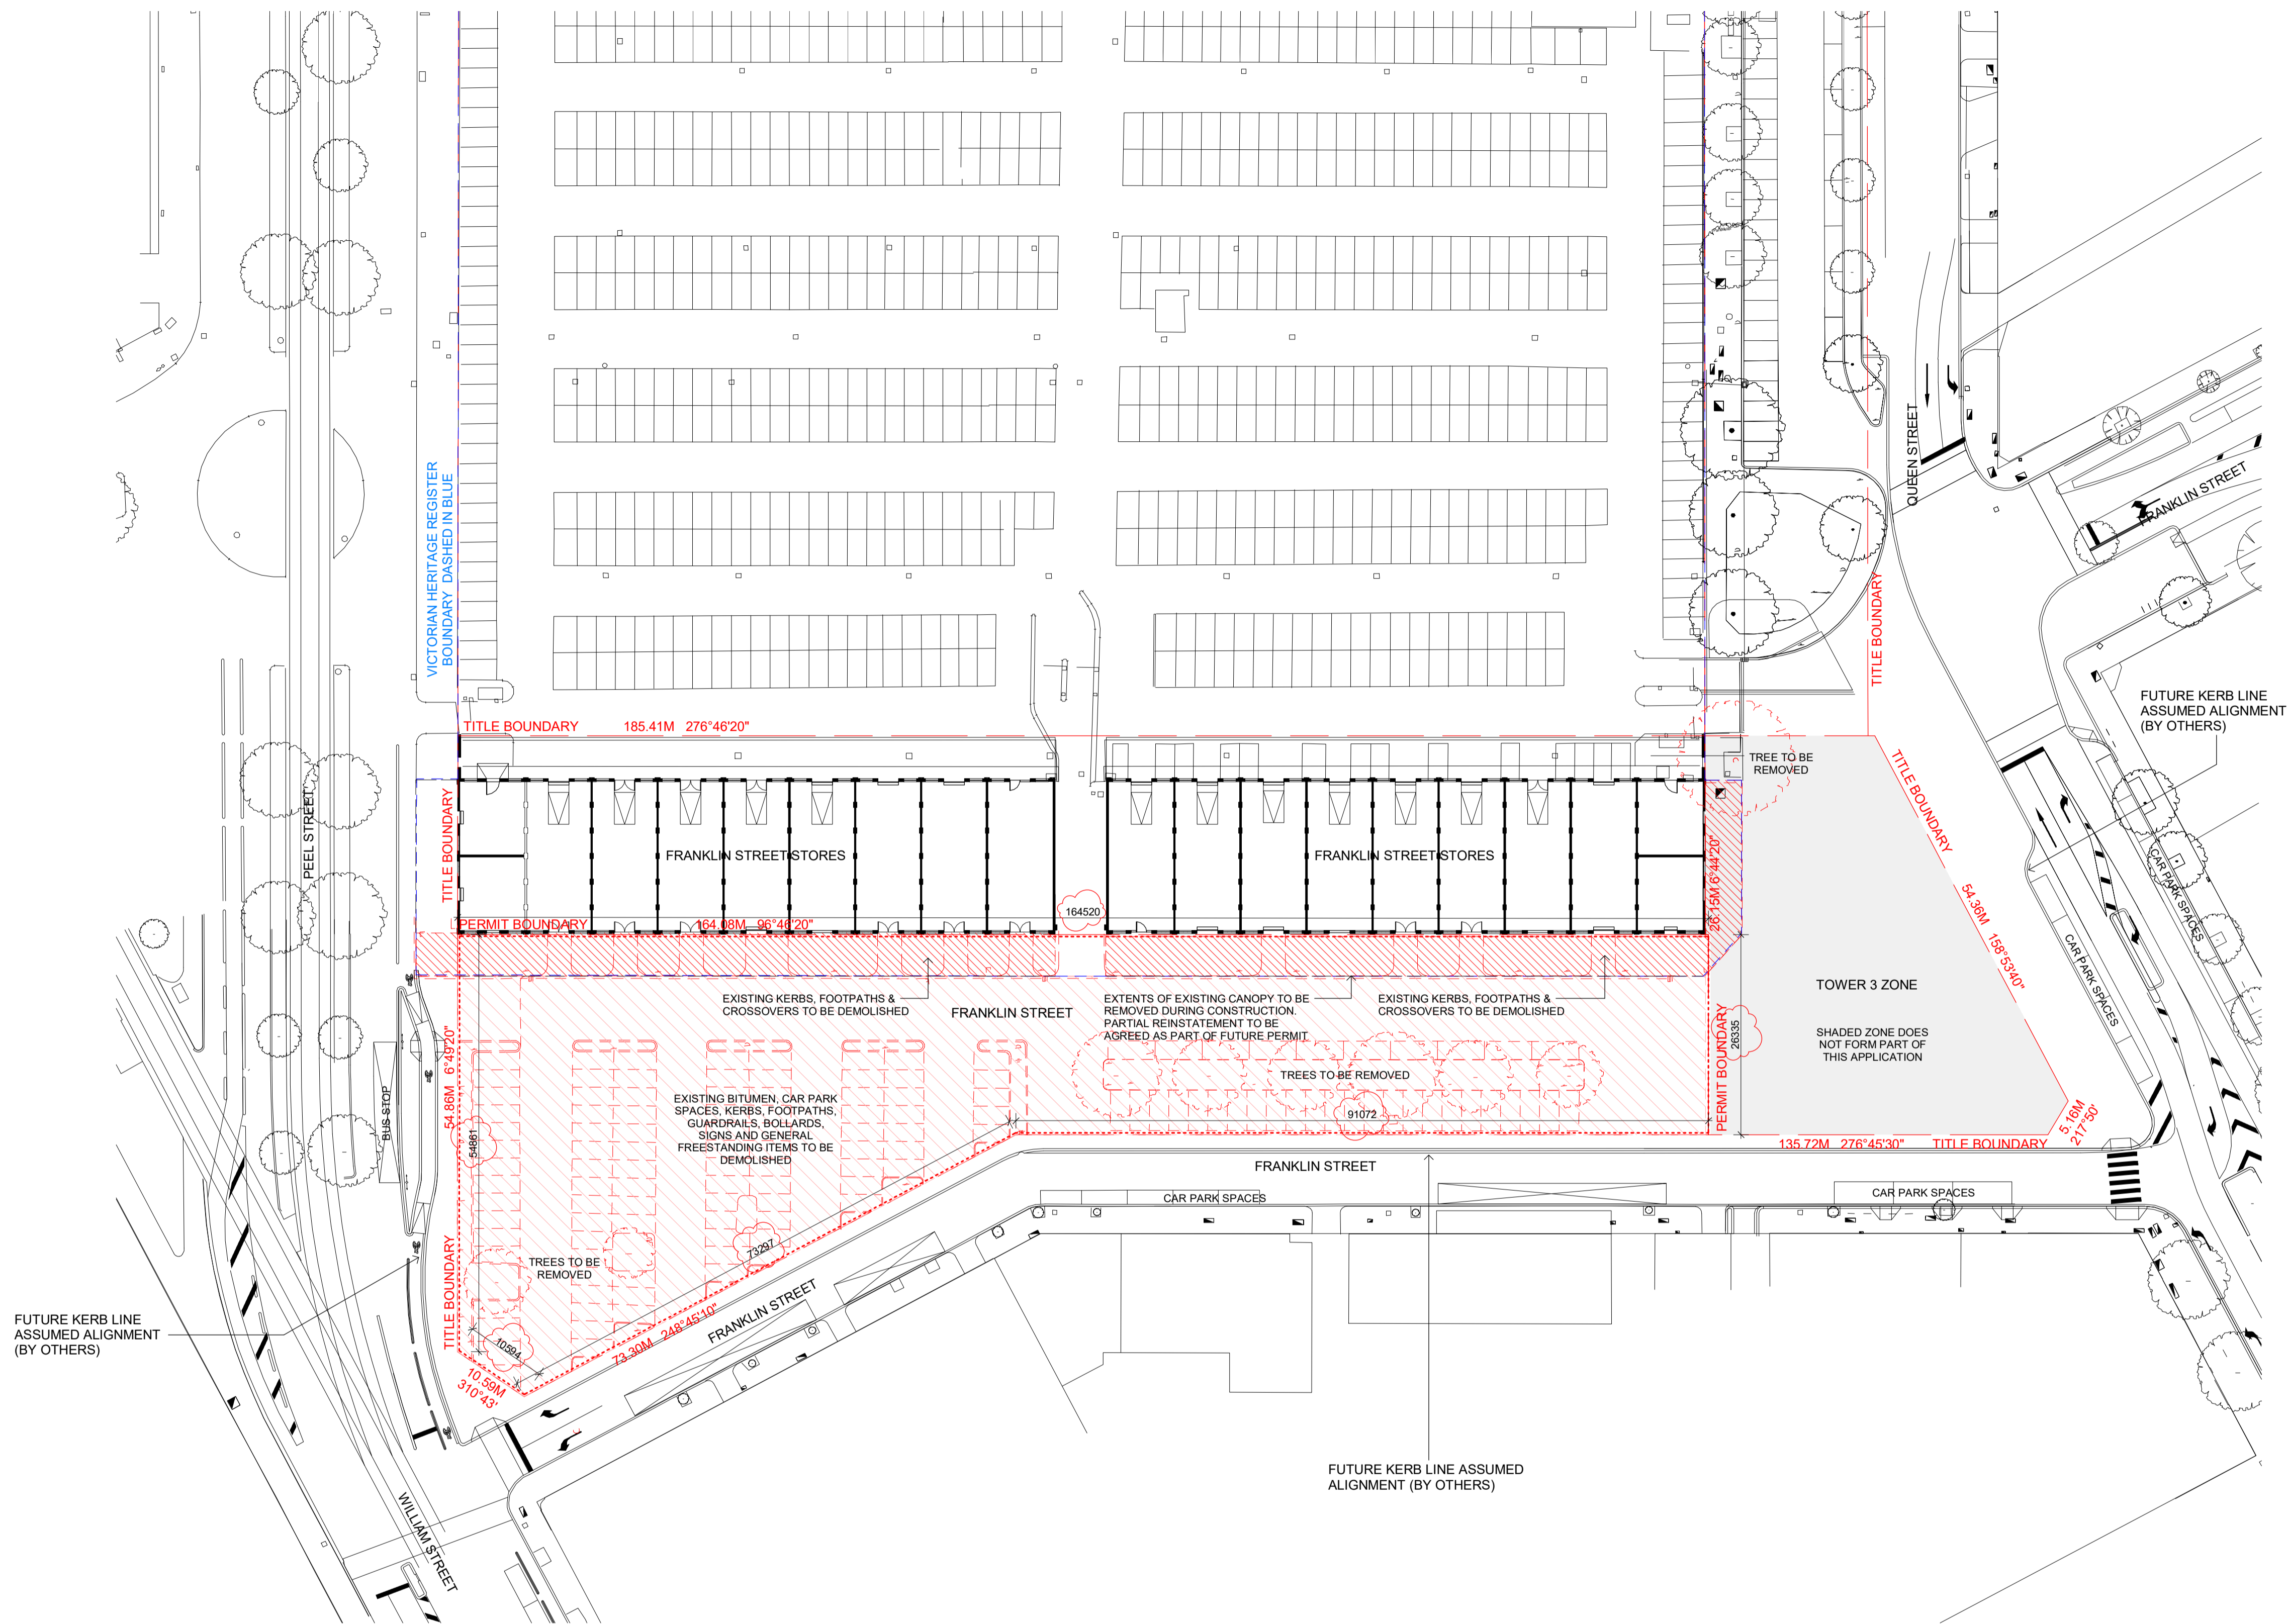 VICTORIAN HERITAGE REGISTER
BOUNDARY DASHED IN BLUE
QUEEN STREET
FRANKLIN STREET
TITLE BOUNDARY
FUTURE KERB LINE
ASSUMED ALIGNMENT
(BY OTHERS)
TITLE BOUNDARY 185.41M 276°46'20"
TREE TO BE
REMOVED
TITLE BOUNDARY
PEEL STREET
TITLE BOUNDARY
FRANKLIN STREET STORES
FRANKLIN STREET STORES
26.15M 6°44'20"
54.36M 158°53'40"
CAR PARK SPACES
CAR PARK SPACES
164520
PERMIT BOUNDARY 164.08M 96°46'20"
EXISTING KERBS, FOOTPATHS &
CROSSOVERS TO BE DEMOLISHED
FRANKLIN STREET
EXTENTS OF EXISTING CANOPY TO BE
REMOVED DURING CONSTRUCTION.
PARTIAL REINSTATEMENT TO BE
AGREED AS PART OF FUTURE PERMIT
EXISTING KERBS, FOOTPATHS &
CROSSOVERS TO BE DEMOLISHED
TOWER 3 ZONE
SHADED ZONE DOES
NOT FORM PART OF
THIS APPLICATION
PERMIT BOUNDARY
26335
54.86M 6°49'20"
54861
BUS STOP
TREES TO BE REMOVED
91072
EXISTING BITUMEN, CAR PARK
SPACES, KERBS, FOOTPATHS,
GUARDRAILS, BOLLARDS,
SIGNS AND GENERAL
FREESTANDING ITEMS TO BE
DEMOLISHED
5.16M
217°50'
135.72M 276°45'30" TITLE BOUNDARY
FRANKLIN STREET
CAR PARK SPACES
CAR PARK SPACES
73297
TREES TO BE
REMOVED
TITLE BOUNDARY
FRANKLIN STREET
73.30M 248°45'10"
10594
10.59M
310°43'
FUTURE KERB LINE
ASSUMED ALIGNMENT
(BY OTHERS)
FUTURE KERB LINE ASSUMED
ALIGNMENT (BY OTHERS)
WILLIAM STREET